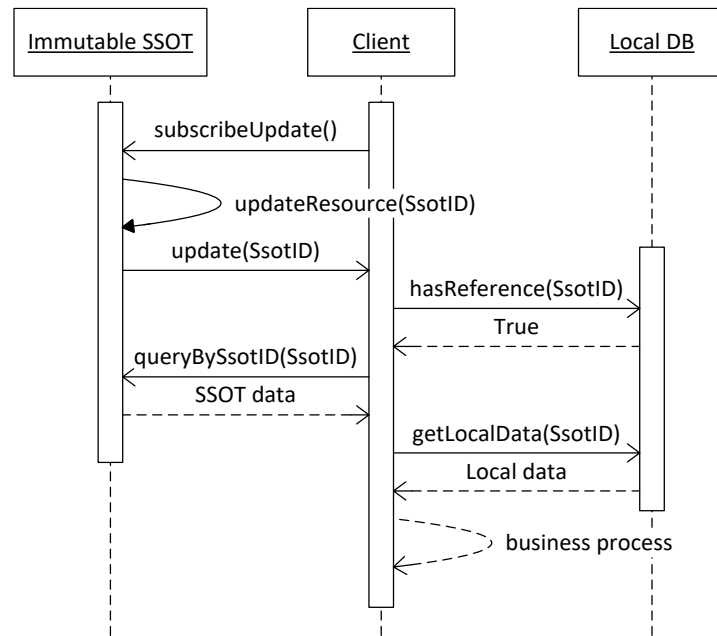 Immutable SSOT
Client
Local DB
subscribeUpdate()
updateResource(SsotID)
update(SsotID)
hasReference(SsotID)
True
queryBySsotID(SsotID)
SSOT data
getLocalData(SsotID)
Local data
business process